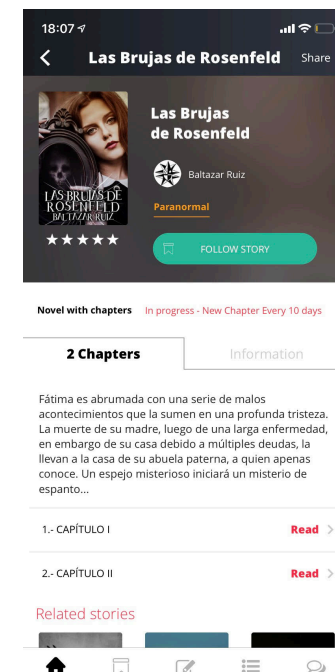 18:07
Las Brujas de Rosenfeld Share
LAS BRUJAS DE
ROSENFELD
BALTAZAR RUIZ
Las Brujas
de Rosenfeld
Baltazar Ruiz
Paranormal
FOLLOW STORY
Novel with chapters In progress - New Chapter Every 10 days
2 Chapters Information
Fátima es abrumada con una serie de malos
acontecimientos que la sumen en una profunda tristeza.
La muerte de su madre, luego de una larga enfermedad,
en embargo de su casa debido a múltiples deudas, la
llevan a la casa de su abuela paterna, a quien apenas
conoce. Un espejo misterioso iniciará un misterio de
espanto...
1.- CAPÍTULO I Read
2.- CAPÍTULO II Read
Related stories